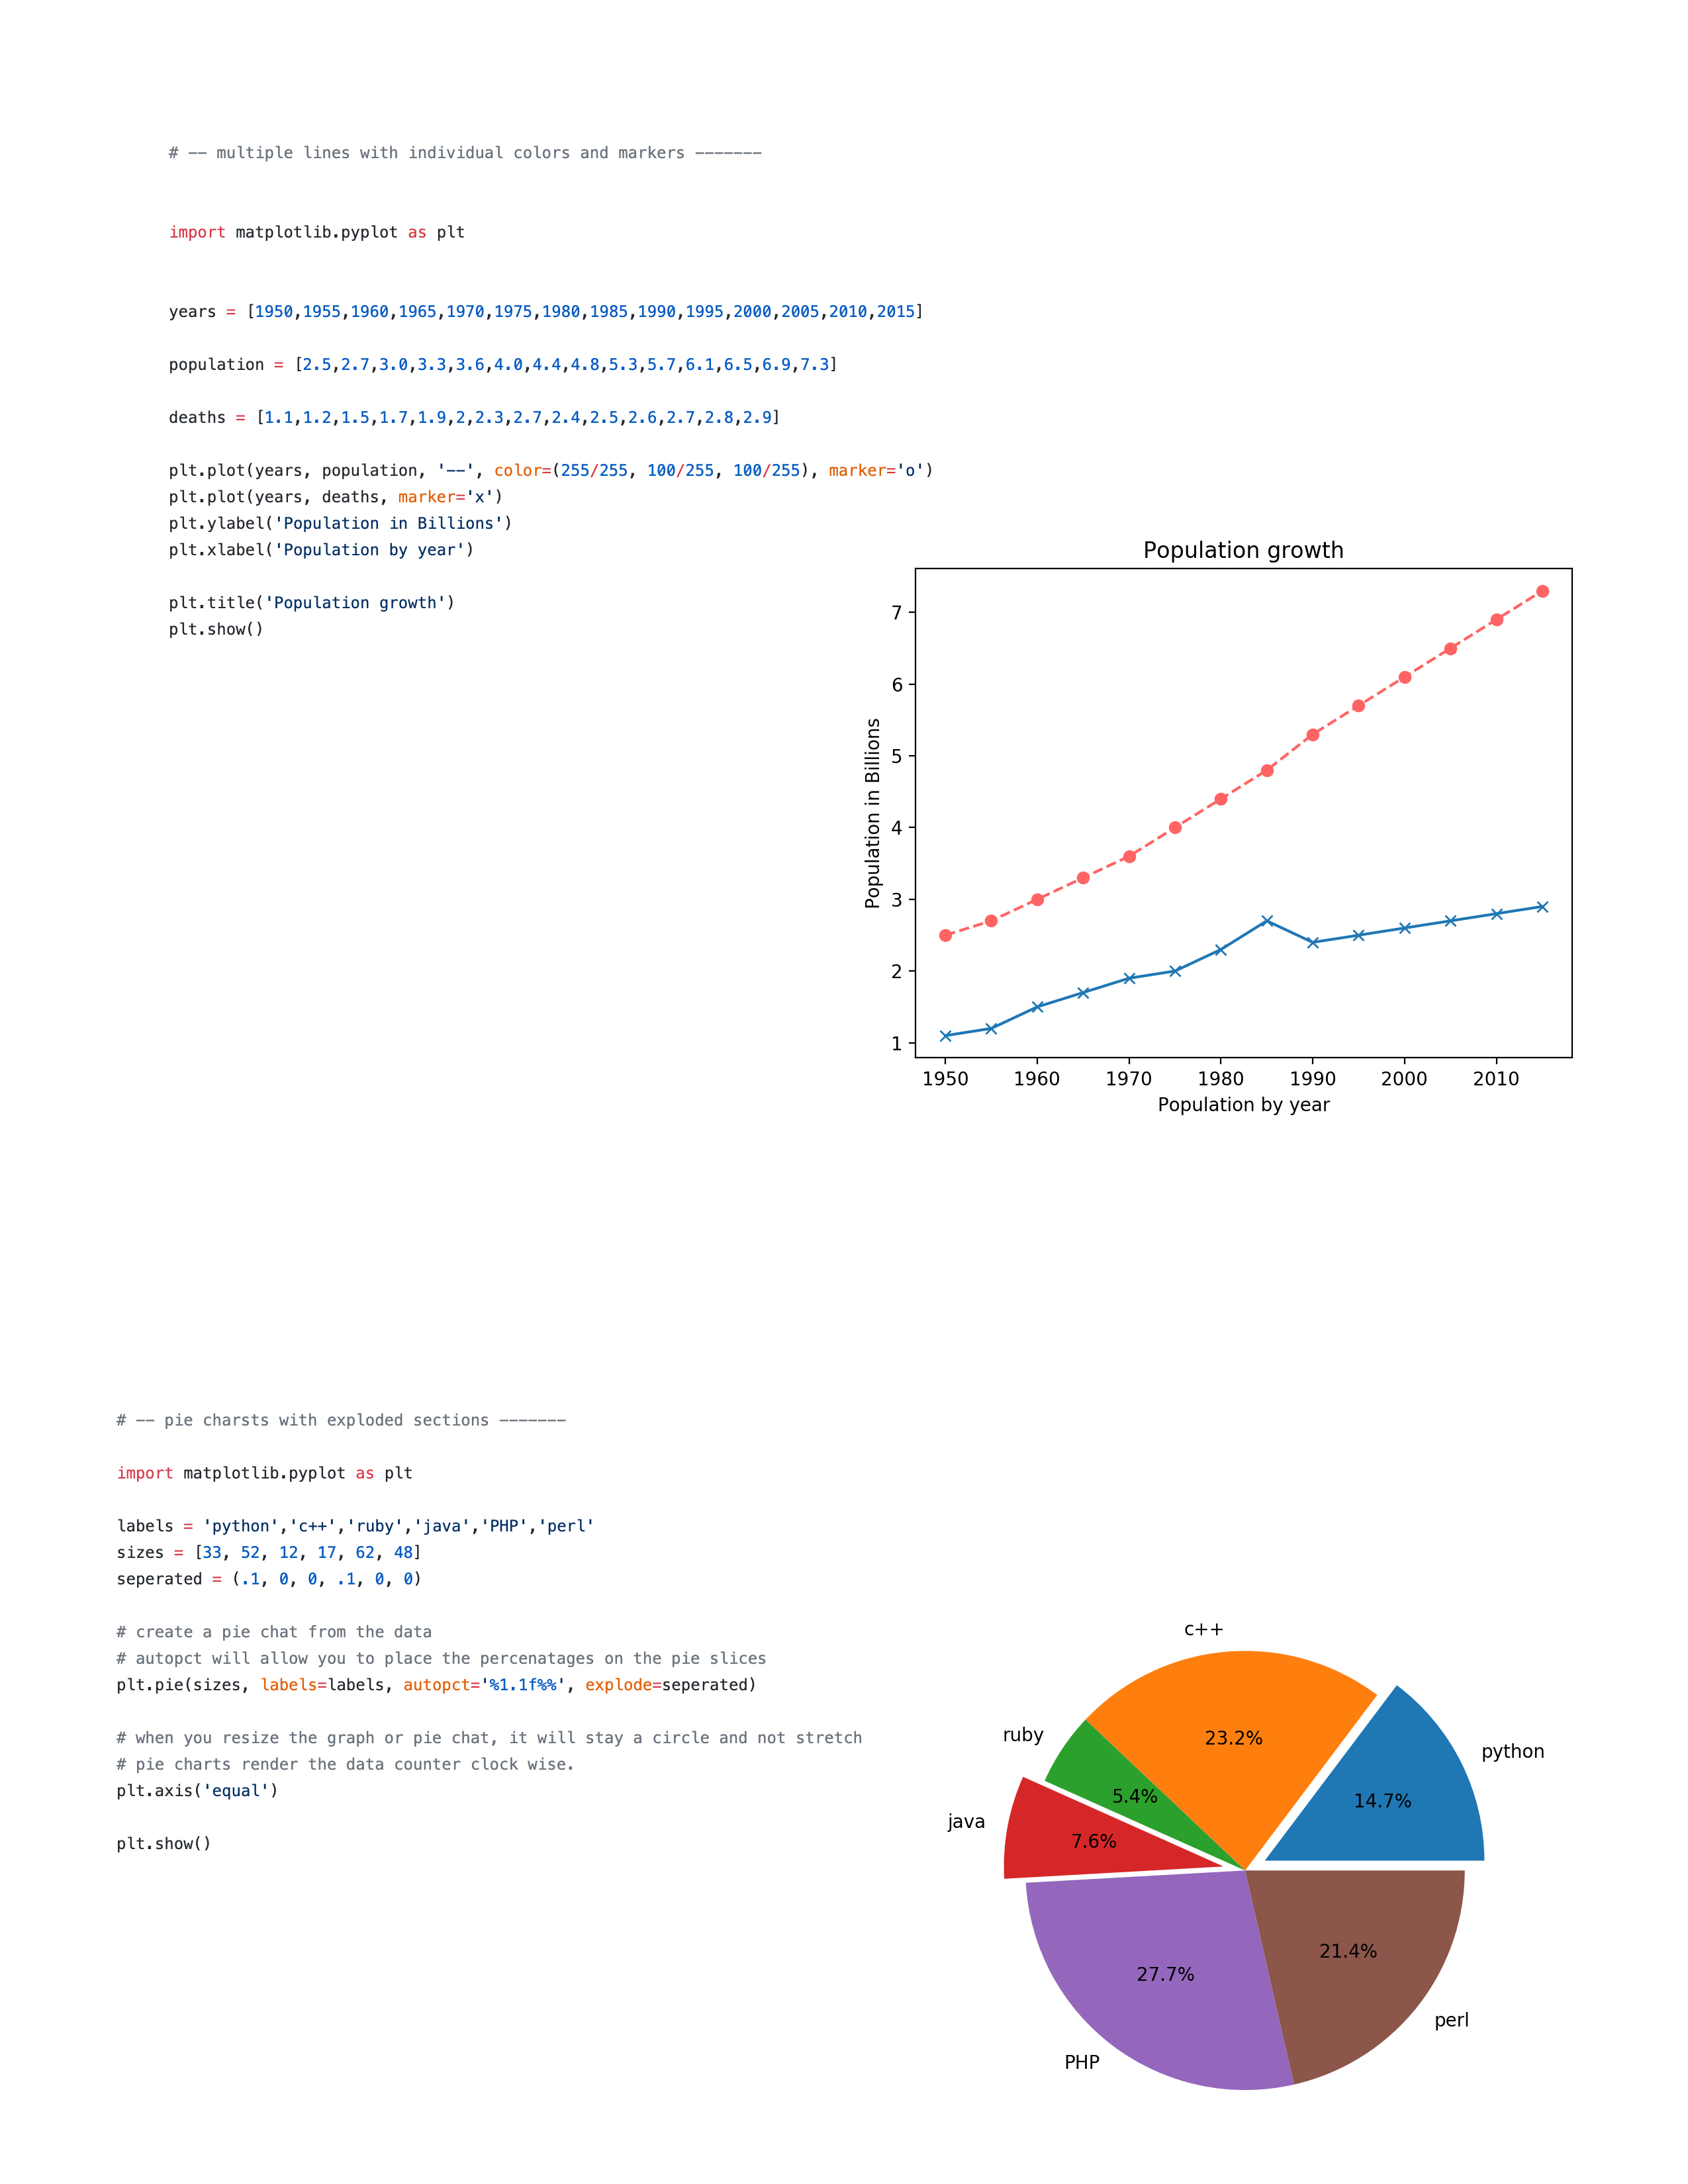 # -- multiple lines with individual colors and markers -------
import matplotlib.pyplot as plt
years = [1950,1955,1960,1965,1970,1975,1980,1985,1990,1995,2000,2005,2010,2015]
population = [2.5,2.7,3.0,3.3,3.6,4.0,4.4,4.8,5.3,5.7,6.1,6.5,6.9,7.3]
deaths = [1.1,1.2,1.5,1.7,1.9,2,2.3,2.7,2.4,2.5,2.6,2.7,2.8,2.9]
plt.plot(years, population, '--', color=(255/255, 100/255, 100/255), marker='o')
plt.plot(years, deaths, marker='x')
plt.ylabel('Population in Billions')
plt.xlabel('Population by year')
plt.title('Population growth')
plt.show()
Population growth
Population in Billions
7
6
5
4
3
2
1
1950 1960 1970 1980 1990 2000 2010
Population by year
# -- pie charsts with exploded sections -------
import matplotlib.pyplot as plt
labels = 'python','c++','ruby','java','PHP','perl'
sizes = [33, 52, 12, 17, 62, 48]
seperated = (.1, 0, 0, .1, 0, 0)
# create a pie chat from the data
# autopct will allow you to place the percenatages on the pie slices
plt.pie(sizes, labels=labels, autopct='%1.1f%%', explode=seperated)
# when you resize the graph or pie chat, it will stay a circle and not stretch
# pie charts render the data counter clock wise.
plt.axis('equal')
plt.show()
c++
23.2%
ruby
5.4%
python
14.7%
java
7.6%
21.4%
perl
27.7%
PHP